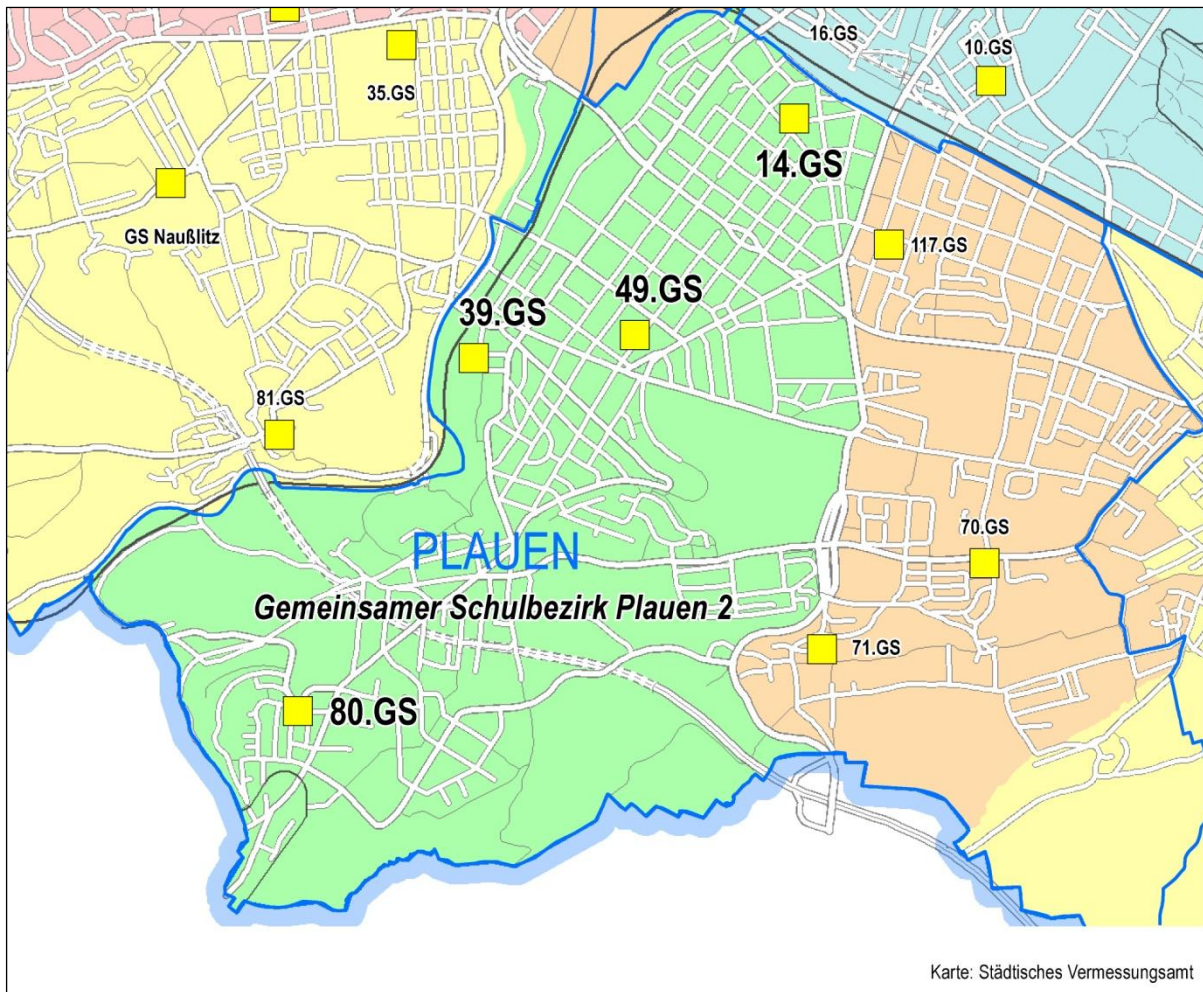 16.GS
10.GS
35.GS
14.GS
GS Naußlitz
117.GS
49.GS
39.GS
81.GS
70.GS
PLAUEN
Gemeinsamer Schulbezirk Plauen 2
71.GS
80.GS
Karte: Städtisches Vermessungsamt